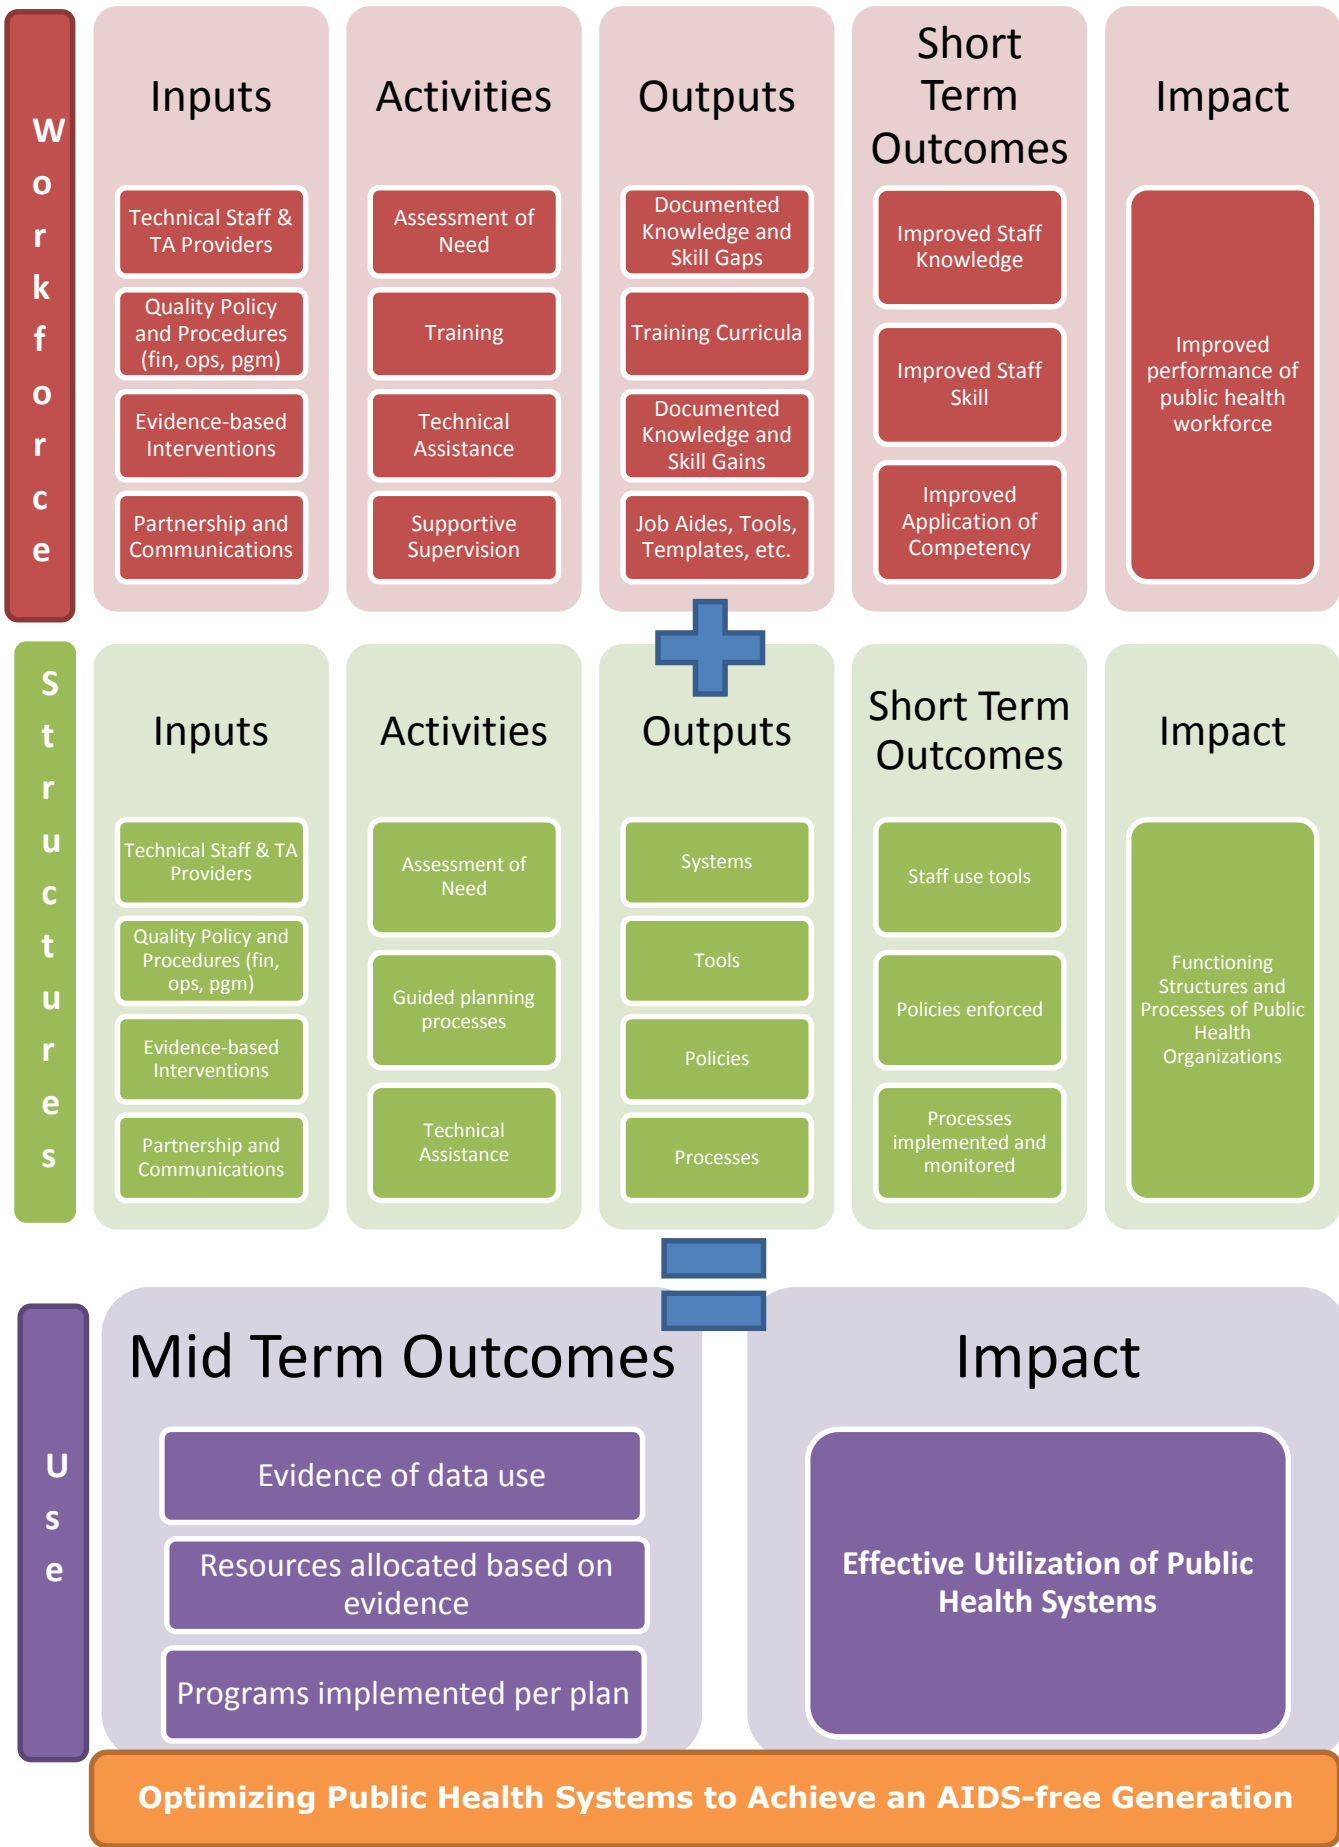 Workforce
Inputs
Technical Staff &
TA Providers
Quality Policy
and Procedures
(fin, ops, pgm)
Evidence-based
Interventions
Partnership and
Communications
Activities
Assessment of
Need
Training
Technical
Assistance
Supportive
Supervision
Outputs
Documented
Knowledge and
Skill Gaps
Training Curricula
Documented
Knowledge and
Skill Gains
Job Aides, Tools,
Templates, etc.
Short
Term
Outcomes
Improved Staff
Knowledge
Improved Staff
Skill
Improved
Application of
Competency
Impact
Improved
performance of
public health
workforce
Structures
Inputs
Technical Staff & TA
Providers
Quality Policy and
Procedures (fin,
ops, pgm)
Evidence-based
Interventions
Partnership and
Communications
Activities
Assessment of
Need
Guided planning
processes
Technical
Assistance
Outputs
Systems
Tools
Policies
Processes
Short Term
Outcomes
Staff use tools
Policies enforced
Processes
implemented and
monitored
Impact
Functioning
Structures and
Processes of Public
Health
Organizations
Use
Mid Term Outcomes
Evidence of data use
Resources allocated based on
evidence
Programs implemented per plan
Impact
Effective Utilization of Public
Health Systems
Optimizing Public Health Systems to Achieve an AIDS-free Generation